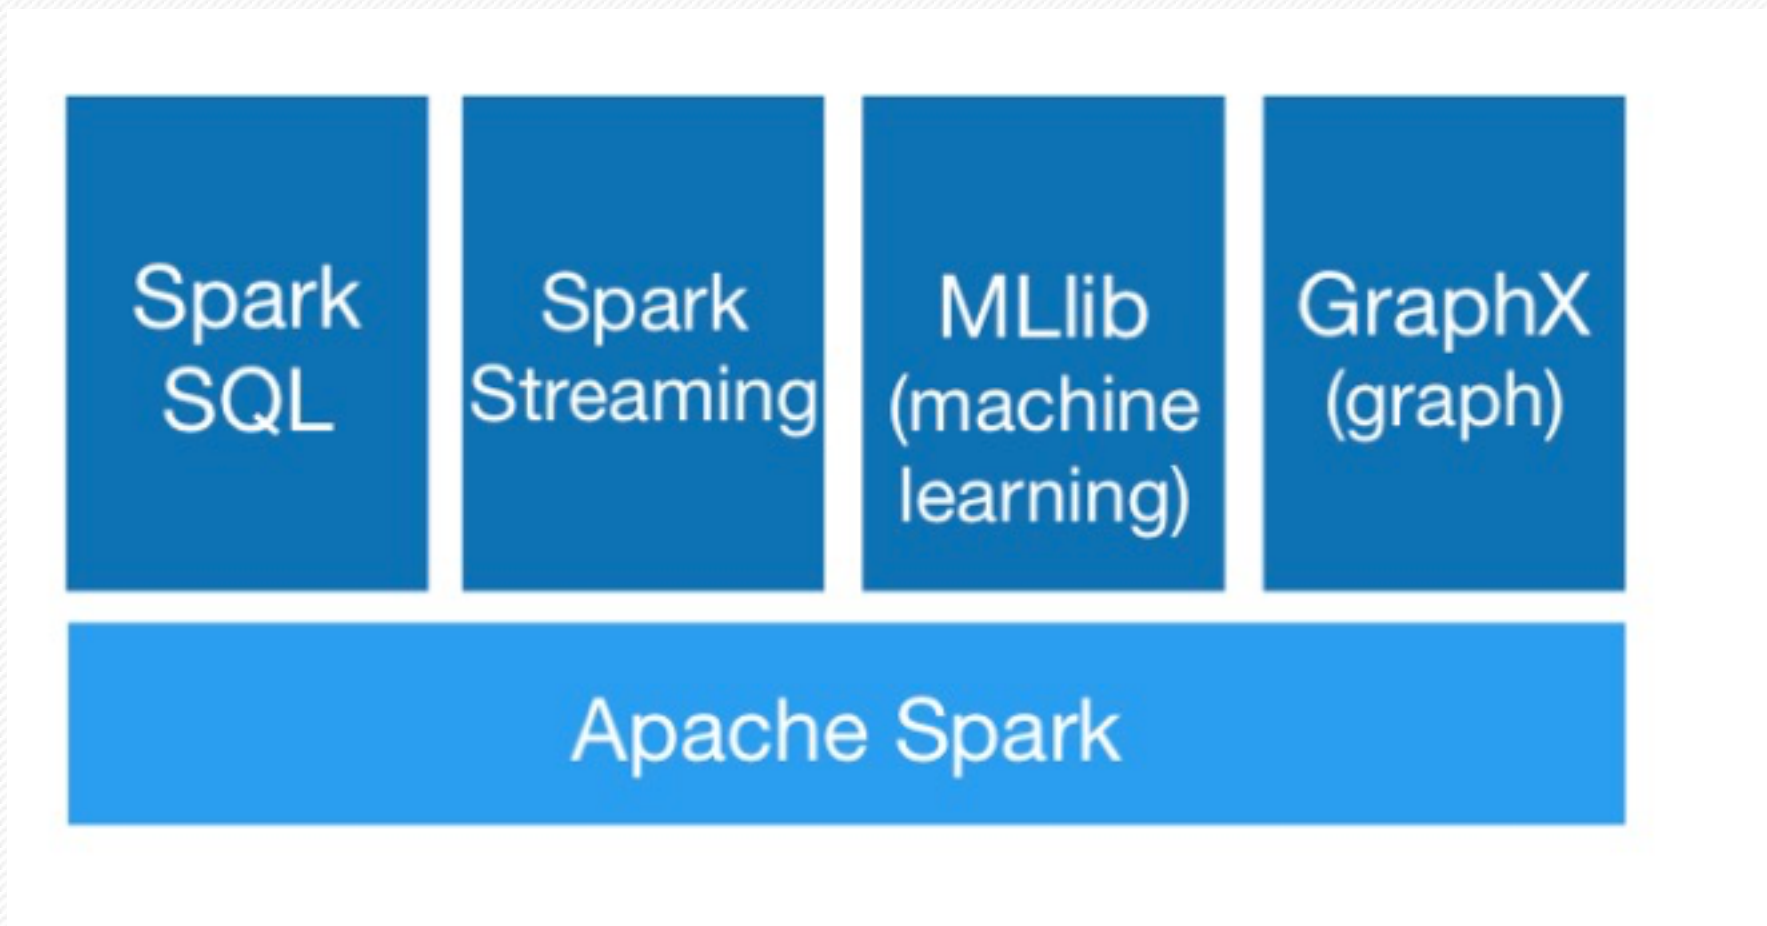 Spark
SQL
Spark
Streaming
MLlib
(machine
learning)
GraphX
(graph)
Apache Spark